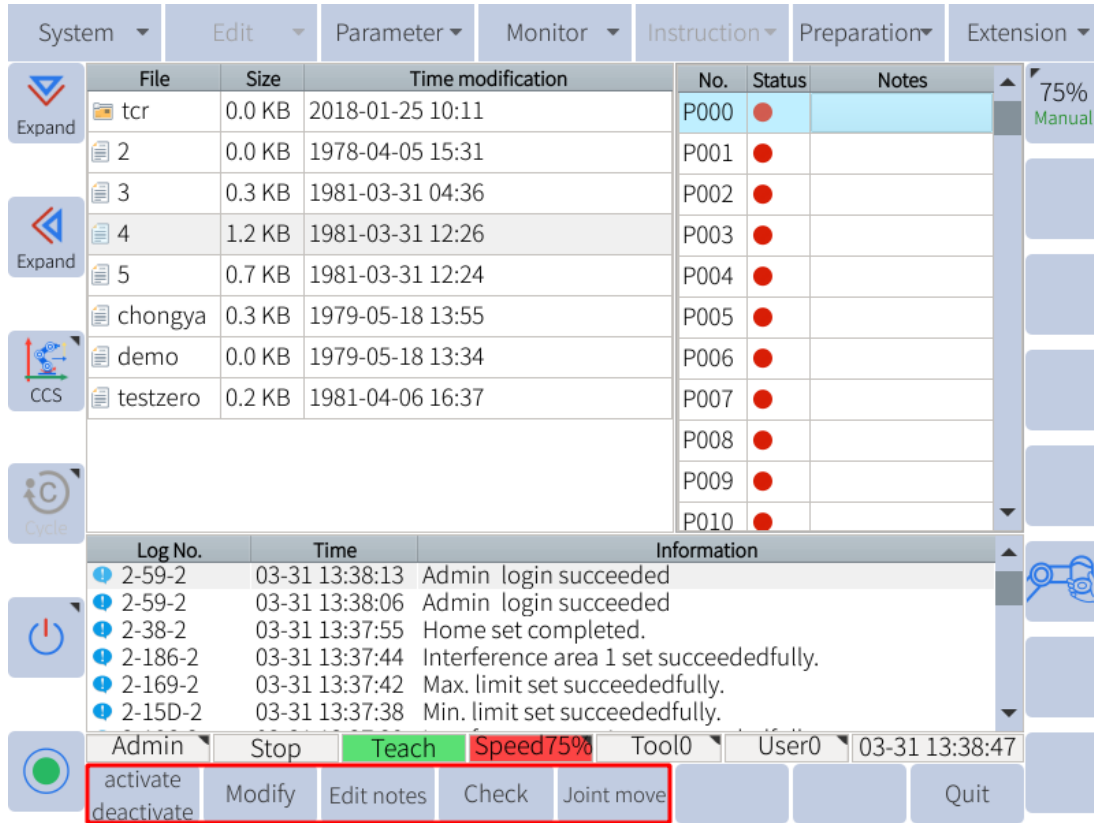 System Edit Parameter Monitor Instruction Preparation Extension
File Size Time modification
No. Status Notes
75%
Manual
Expand
Expand
CCS
Cycle
tcr 0.0 KB 2018-01-25 10:11
2 0.0 KB 1978-04-05 15:31
3 0.3 KB 1981-03-31 04:36
4 1.2 KB 1981-03-31 12:26
5 0.7 KB 1981-03-31 12:24
chongya 0.3 KB 1979-05-18 13:55
demo 0.0 KB 1979-05-18 13:34
testzero 0.2 KB 1981-04-06 16:37
P000
P001
P002
P003
P004
P005
P006
P007
P008
P009
P010
Log No. Time Information
2-59-2 03-31 13:38:13 Admin login succeeded
2-59-2 03-31 13:38:06 Admin login succeeded
2-38-2 03-31 13:37:55 Home set completed.
2-186-2 03-31 13:37:44 Interference area 1 set succeededfully.
2-169-2 03-31 13:37:42 Max. limit set succeededfully.
2-15D-2 03-31 13:37:38 Min. limit set succeededfully.
Admin Stop Teach Speed75% Tool0 User0 03-31 13:38:47
activate
deactivate
Modify Edit notes Check Joint move Quit